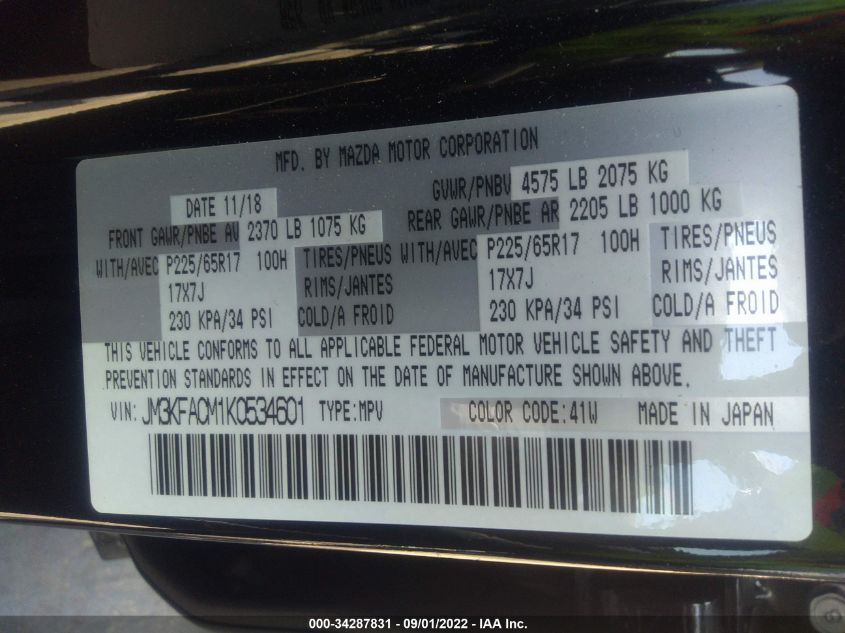 MFD. BY MAZDA MOTOR CORPORATION
DATE 11/18 GVWR/PNBV 4575 LB 2075 KG
FRONT GAWR/PNBE AV 2370 LB 1075 KG REAR GAWR/PNBE AR 2205 LB 1000 KG
WITH/AVEC P225/65R17 100H TIRES/PNEUS WITH/AVEC P225/65R17 100H TIRES/PNEUS
17X7J RIMS/JANTES 17X7J RIMS/JANTES
230 KPA/34 PSI COLD/A FROID 230 KPA/34 PSI COLD/A FROID
THIS VEHICLE CONFORMS TO ALL APPLICABLE FEDERAL MOTOR VEHICLE SAFETY AND THEFT
PREVENTION STANDARDS IN EFFECT ON THE DATE OF MANUFACTURE SHOWN ABOVE.
VIN: JM3KFACM1K0534601 TYPE:MPV COLOR CODE:41W MADE IN JAPAN
000-34287831 - 09/01/2022 - IAA Inc.